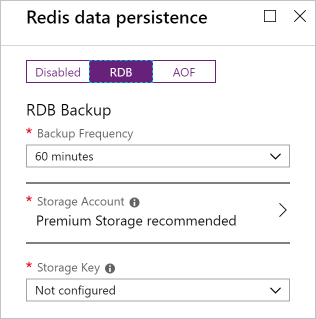 Redis data persistence
Disabled RDB AOF
RDB Backup
* Backup Frequency
60 minutes
* Storage Account
Premium Storage recommended
* Storage Key
Not configured